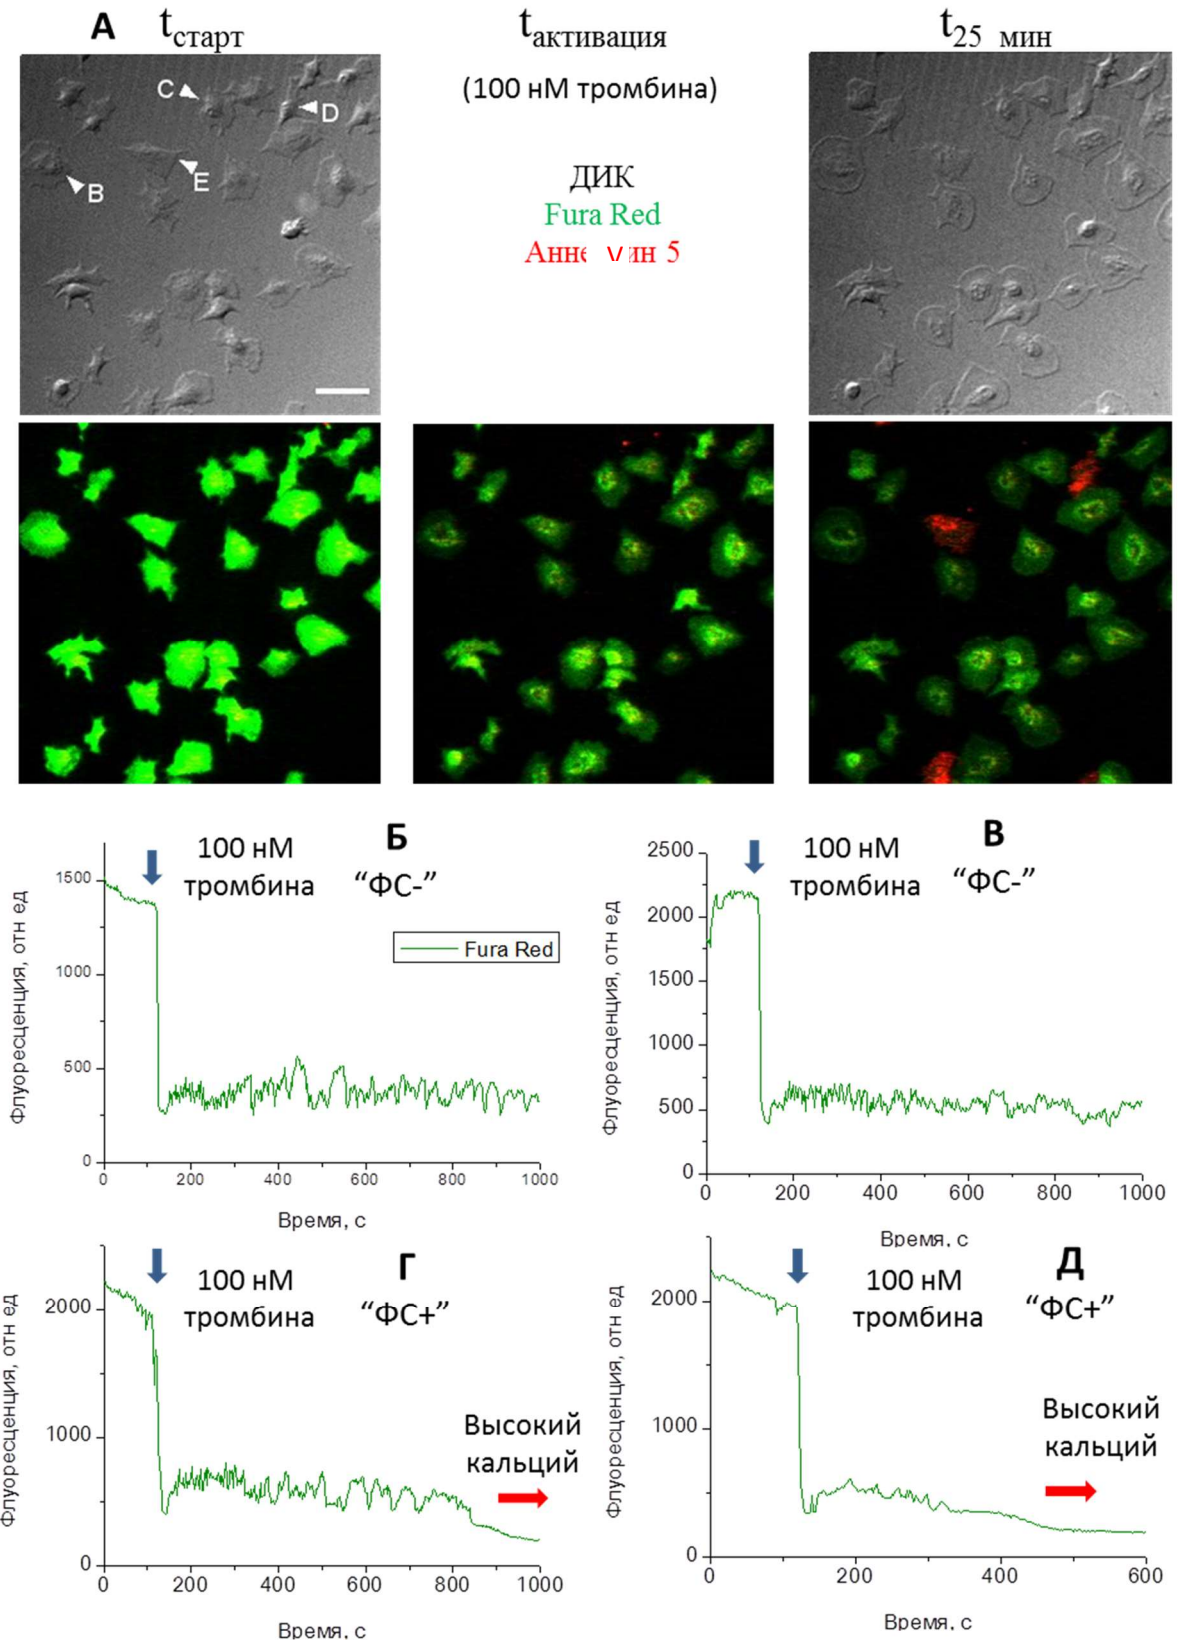 А
tстарт
tактивация
t25 мин
(100 нМ тромбина)
C
D
E
B
ДИК
Fura Red
5
Б
100 нМ
тромбина
“ФС-”
Fura Red
Флуоресценция, отн ед
1500
1000
500
0
0 200 400 600 800 1000
Время, с
В
100 нМ
тромбина
“ФС-”
Флуоресценция, отн ед
2500
2000
1500
1000
500
0
0 200 400 600 800 1000
Время, с
Г
100 нМ
тромбина
“ФС+”
Высокий
кальций
Флуоресценция, отн ед
2000
1000
0
0 200 400 600 800 1000
Время, с
Д
100 нМ
тромбина
“ФС+”
Высокий
кальций
Флуоресценция, отн ед
2000
1000
0
0 200 400 600
Время, с